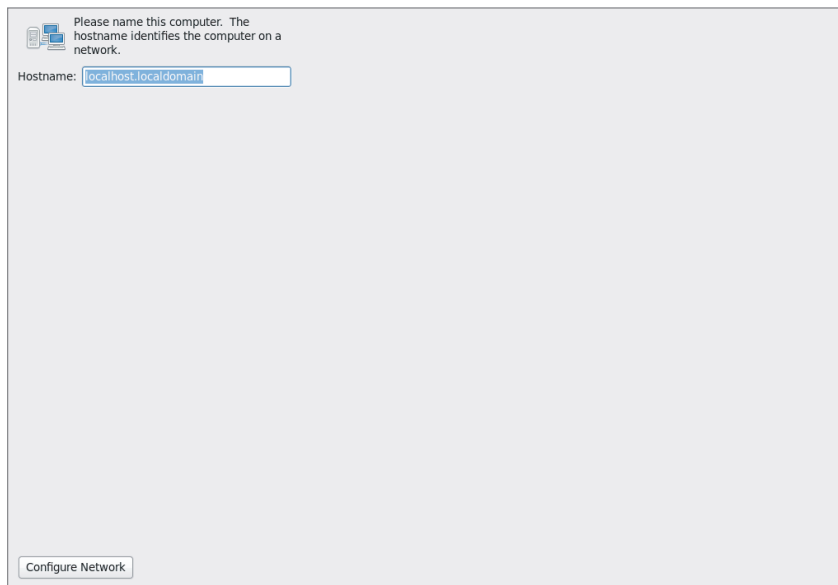 Please name this computer.  The
hostname identifies the computer on a
network.
Hostname: localhost.localdomain
Configure Network